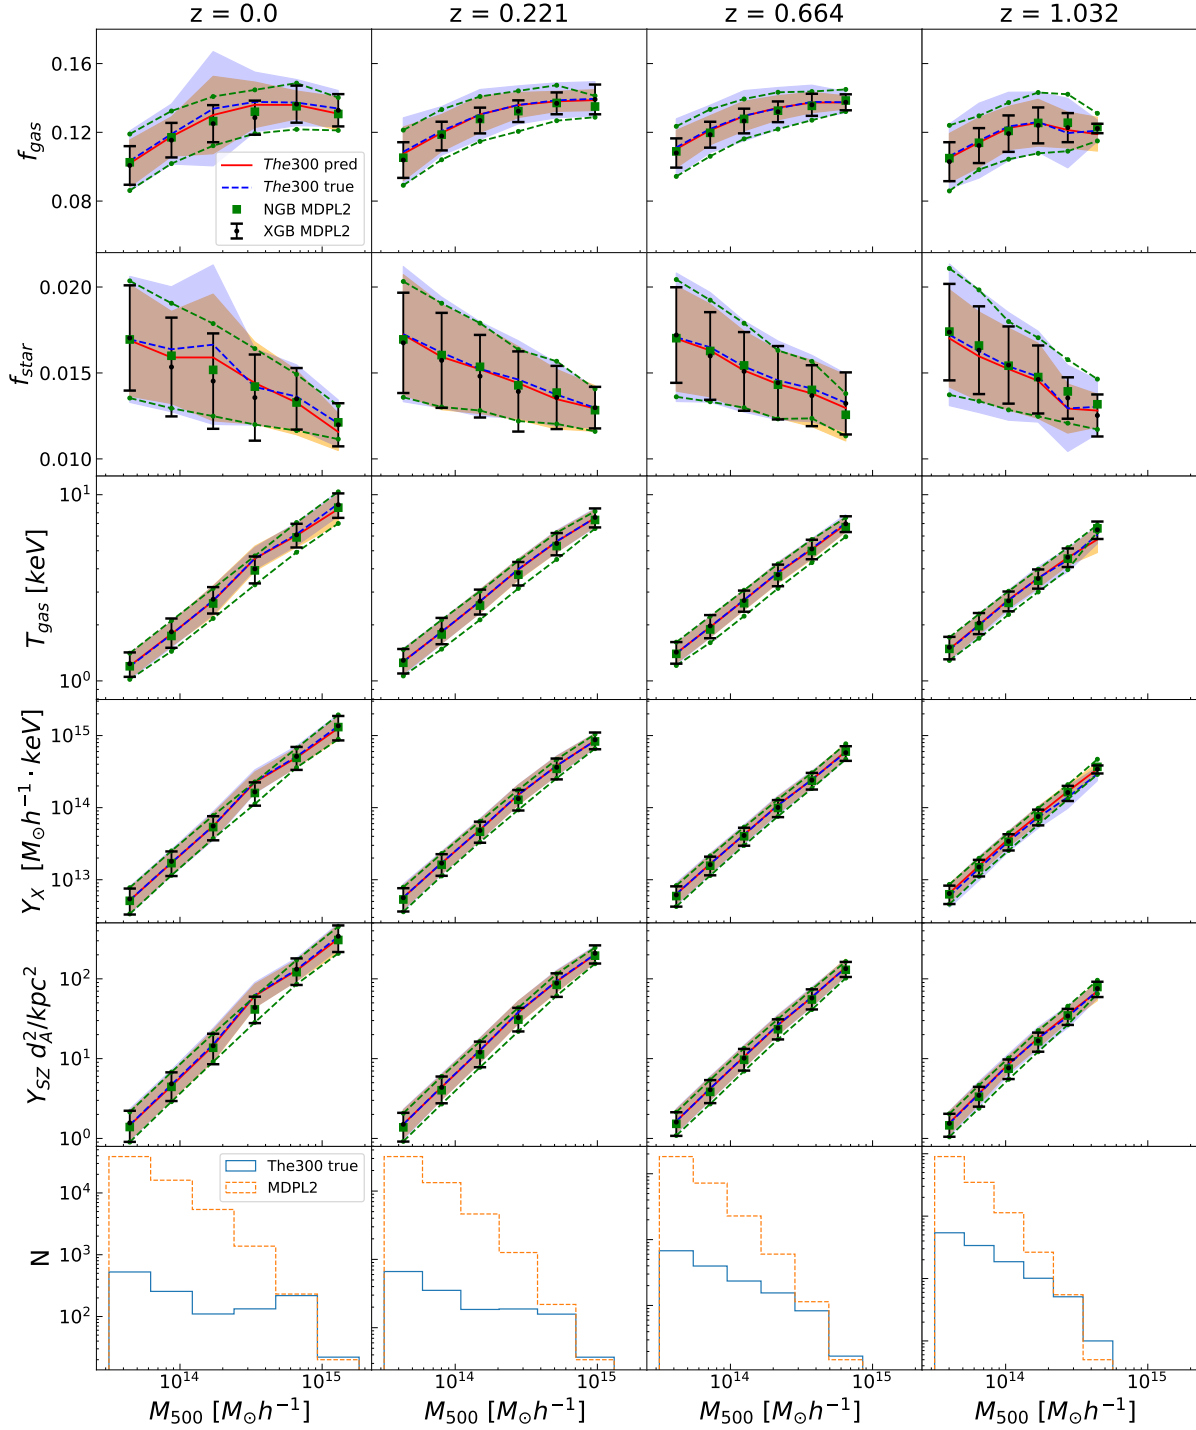 z = 0.0 z = 0.221 z = 0.664 z = 1.032
0.16
0.12
0.08
f_gas
The300 pred
The300 true
NGB MDPL2
XGB MDPL2
0.020
0.015
0.010
f_star
10^1
10^0
T_gas [keV]
10^15
10^14
10^13
Y_X [M_⊙h^−1 · keV]
10^2
10^1
10^0
Y_SZ d_A^2/kpc^2
The300 true
MDPL2
10^4
10^3
10^2
N
10^14 10^15 10^14 10^15 10^14 10^15 10^14 10^15
M_500 [M_⊙h^−1] M_500 [M_⊙h^−1] M_500 [M_⊙h^−1] M_500 [M_⊙h^−1]